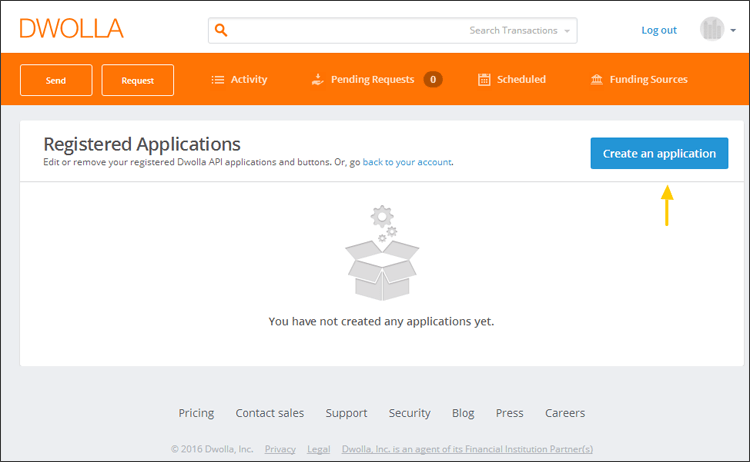 DWOLLA
Search Transactions
Log out
Send
Request
Activity
Pending Requests 0
Scheduled
Funding Sources
Registered Applications
Edit or remove your registered Dwolla API applications and buttons. Or, go back to your account.
Create an application
You have not created any applications yet.
Pricing Contact sales Support Security Blog Press Careers
© 2016 Dwolla, Inc. Privacy Legal Dwolla, Inc. is an agent of its Financial Institution Partner(s)